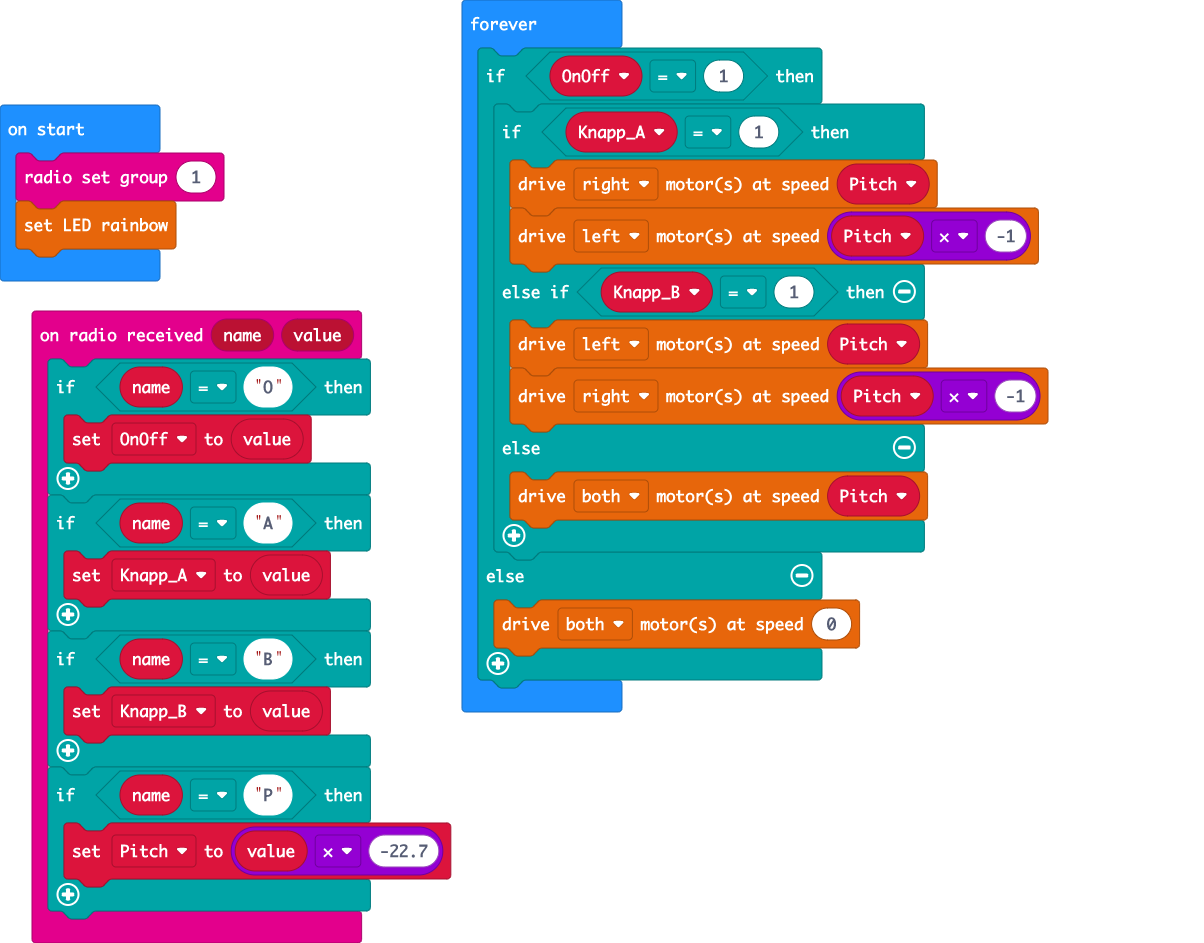 on start
radio set group 1
set LED rainbow
on radio received name value
if name = "O" then
set OnOff to value
if name = "A" then
set Knapp_A to value
if name = "B" then
set Knapp_B to value
if name = "P" then
set Pitch to value × -22.7
forever
if OnOff = 1 then
if Knapp_A = 1 then
drive right motor(s) at speed Pitch
drive left motor(s) at speed Pitch × -1
else if Knapp_B = 1 then
drive left motor(s) at speed Pitch
drive right motor(s) at speed Pitch × -1
else
drive both motor(s) at speed Pitch
else
drive both motor(s) at speed 0